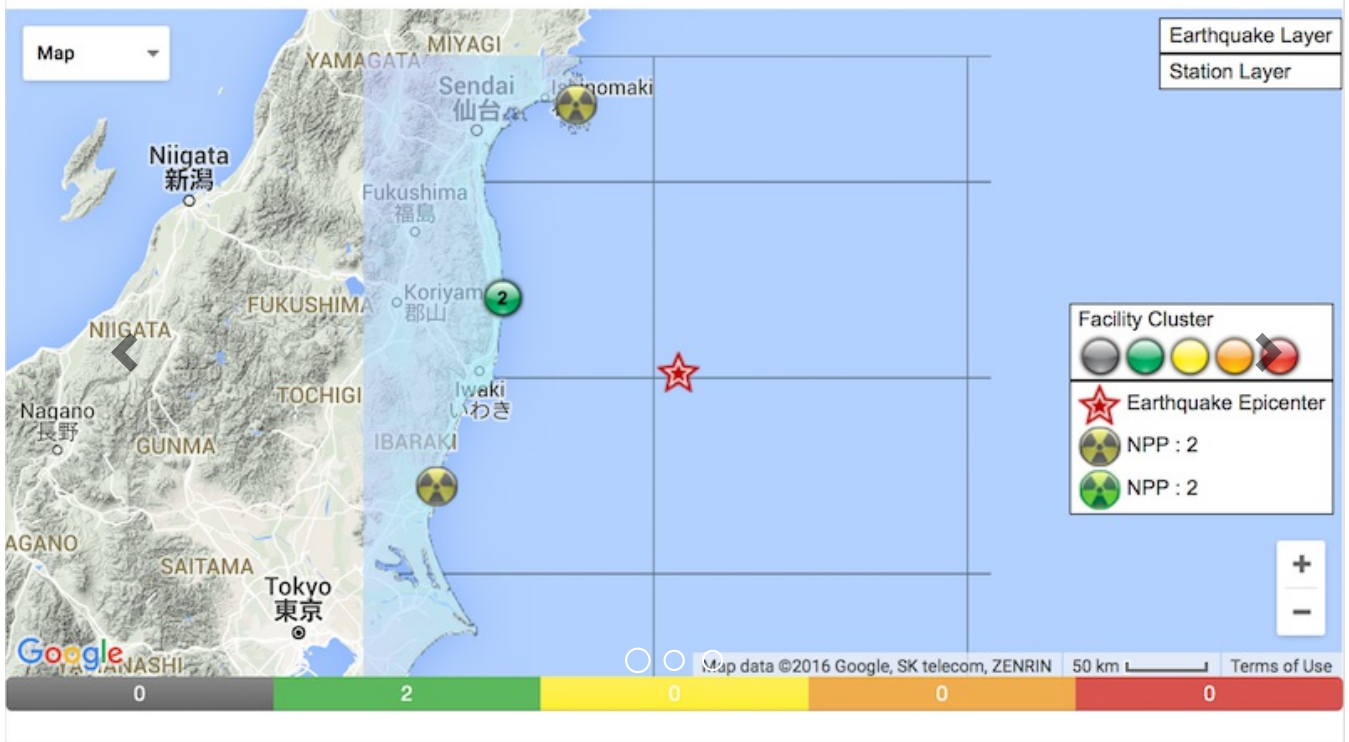 Map
MIYAGI
YAMAGATA
Sendai
仙台
Ishinomaki
Earthquake Layer
Station Layer
Niigata
新潟
Fukushima
福島
2
Koriyam
郡山
FUKUSHIMA
NIIGATA
Facility Cluster
Earthquake Epicenter
NPP : 2
NPP : 2
Iwaki
いわき
TOCHIGI
Nagano
長野
GUNMA
IBARAKI
AGANO
SAITAMA
Tokyo
東京
+
−
Google
YAMANASHI
Map data ©2016 Google, SK telecom, ZENRIN 50 km Terms of Use
0 2 0 0 0